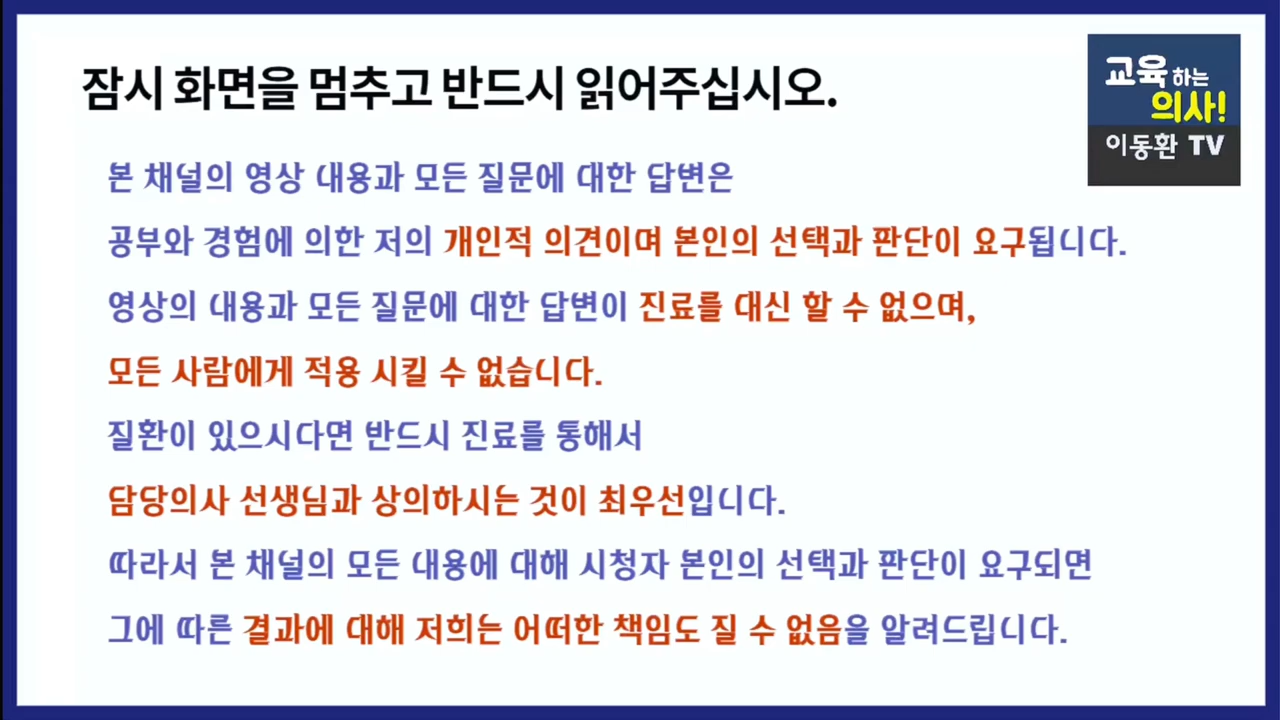 잠시 화면을 멈추고 반드시 읽어주십시오.
교육하는
의사!
이동환 TV
본 채널의 영상 내용과 모든 질문에 대한 답변은
공부와 경험에 의한 저의 개인적 의견이며 본인의 선택과 판단이 요구됩니다.
영상의 내용과 모든 질문에 대한 답변이 진료를 대신 할 수 없으며,
모든 사람에게 적용 시킬 수 없습니다.
질환이 있으시다면 반드시 진료를 통해서
담당의사 선생님과 상의하시는 것이 최우선입니다.
따라서 본 채널의 모든 내용에 대해 시청자 본인의 선택과 판단이 요구되면
그에 따른 결과에 대해 저희는 어떠한 책임도 질 수 없음을 알려드립니다.